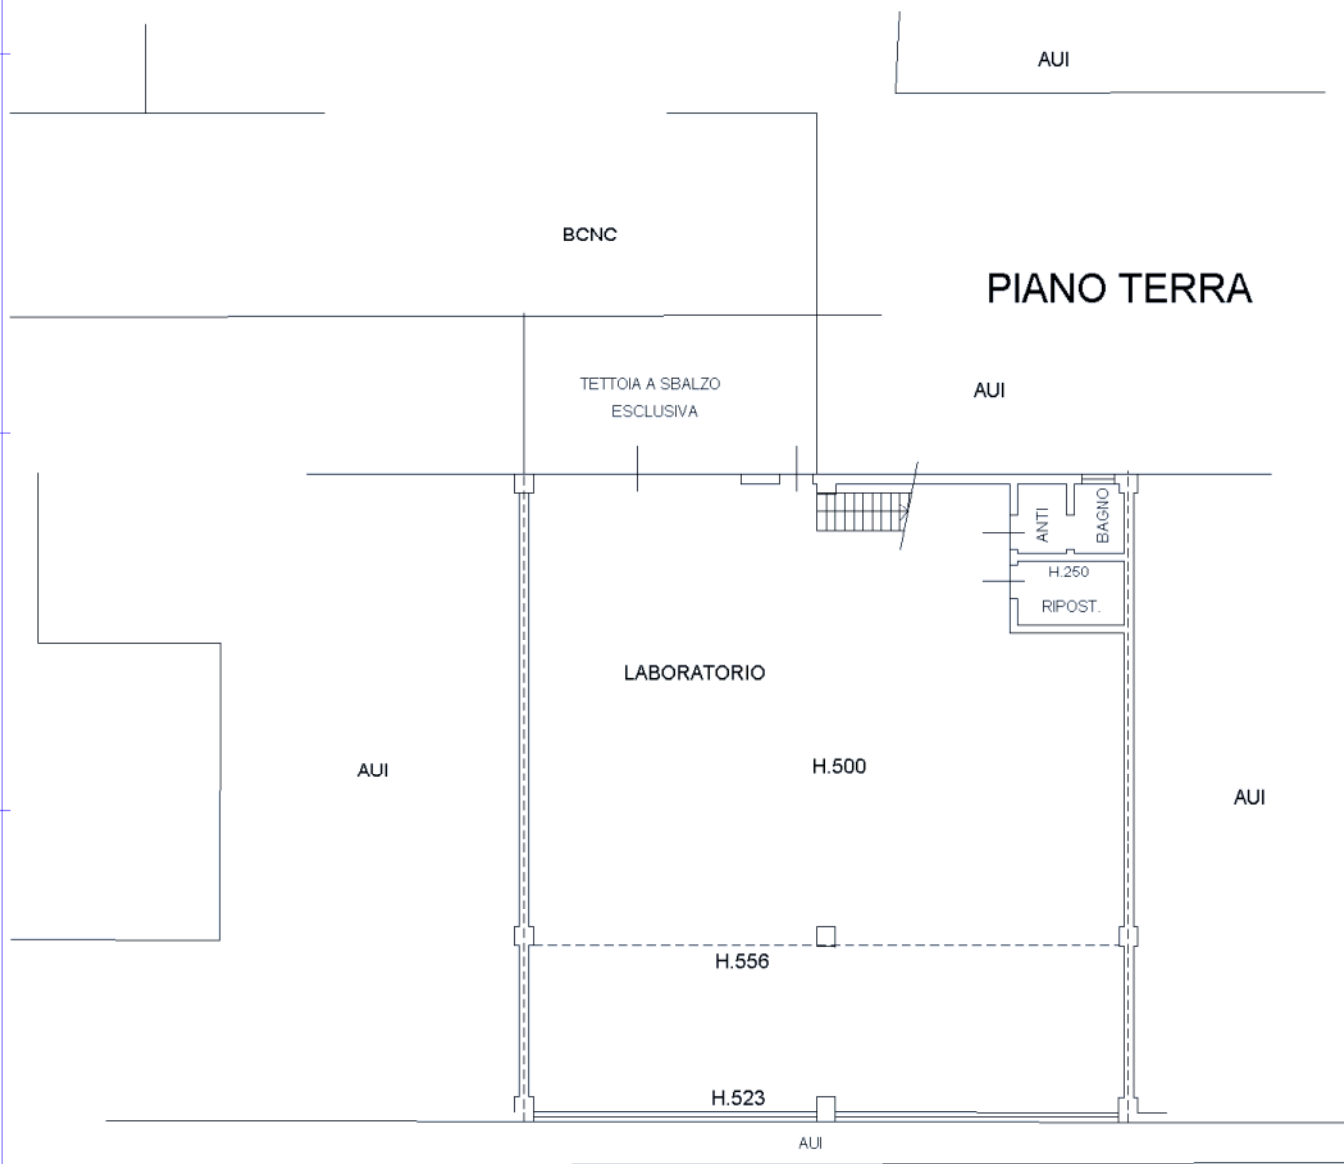 AUI
BCNC
PIANO TERRA
TETTOIA A SBALZO
ESCLUSIVA
AUI
ANTI
BAGNO
H.250
RIPOST.
LABORATORIO
H.500
AUI
AUI
H.556
H.523
AUI